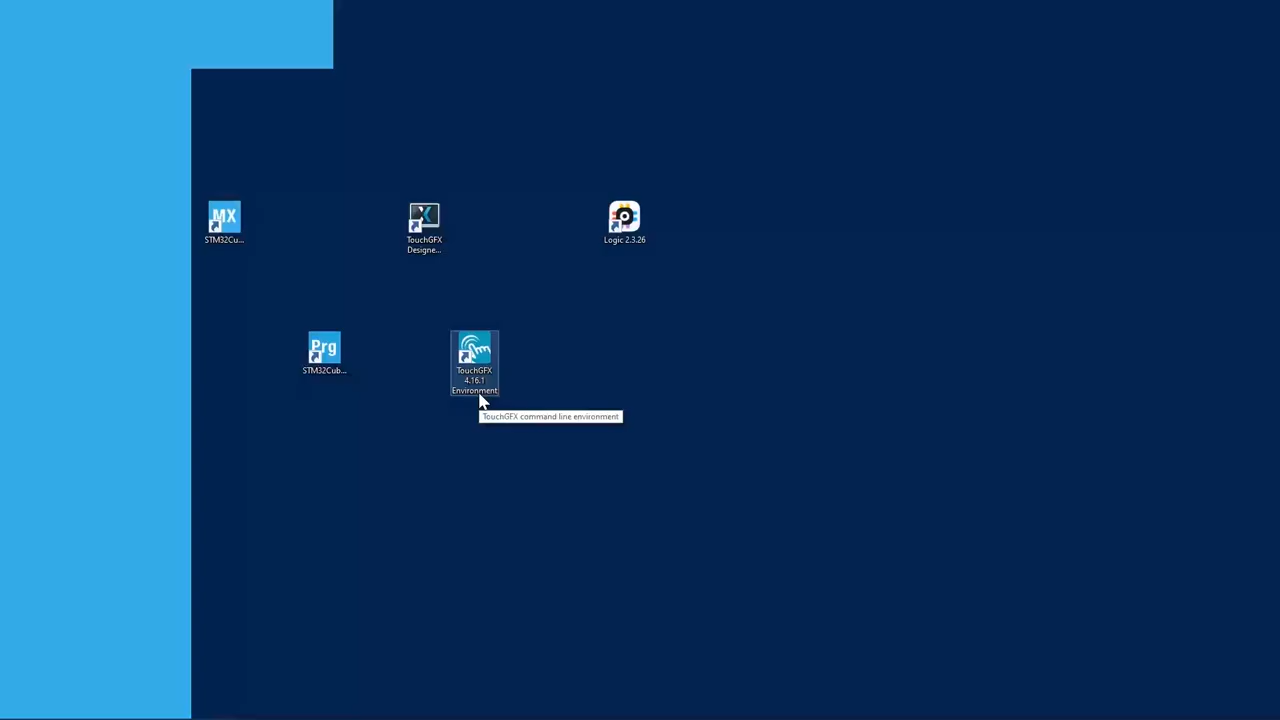 MX
STM32Cu...
TouchGFX
Designe...
Logic 2.3.26
Prg
STM32Cub...
TouchGFX
4.16.1
Environment
TouchGFX command line environment